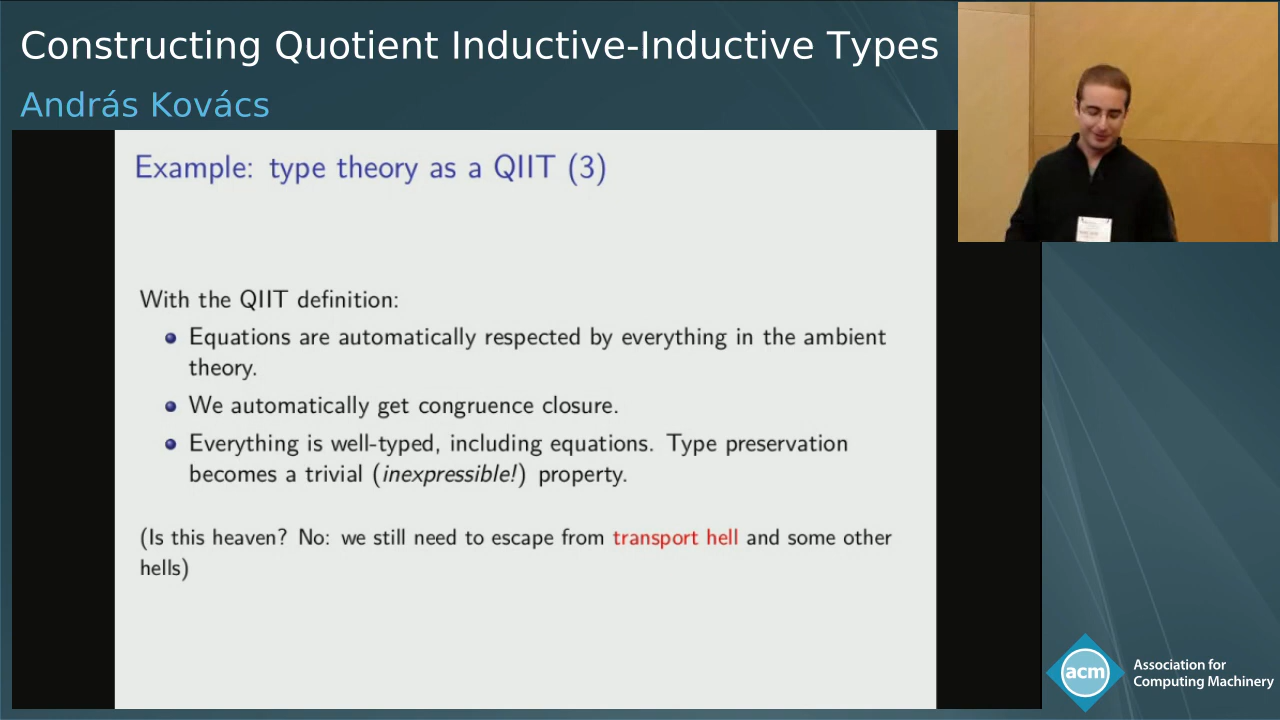 Constructing Quotient Inductive-Inductive Types
András Kovács
Example: type theory as a QIIT (3)
With the QIIT definition:
Equations are automatically respected by everything in the ambient
theory.
We automatically get congruence closure.
Everything is well-typed, including equations. Type preservation
becomes a trivial (inexpressible!) property.
(Is this heaven? No: we still need to escape from transport hell and some other
hells)
acm
Association for
Computing Machinery